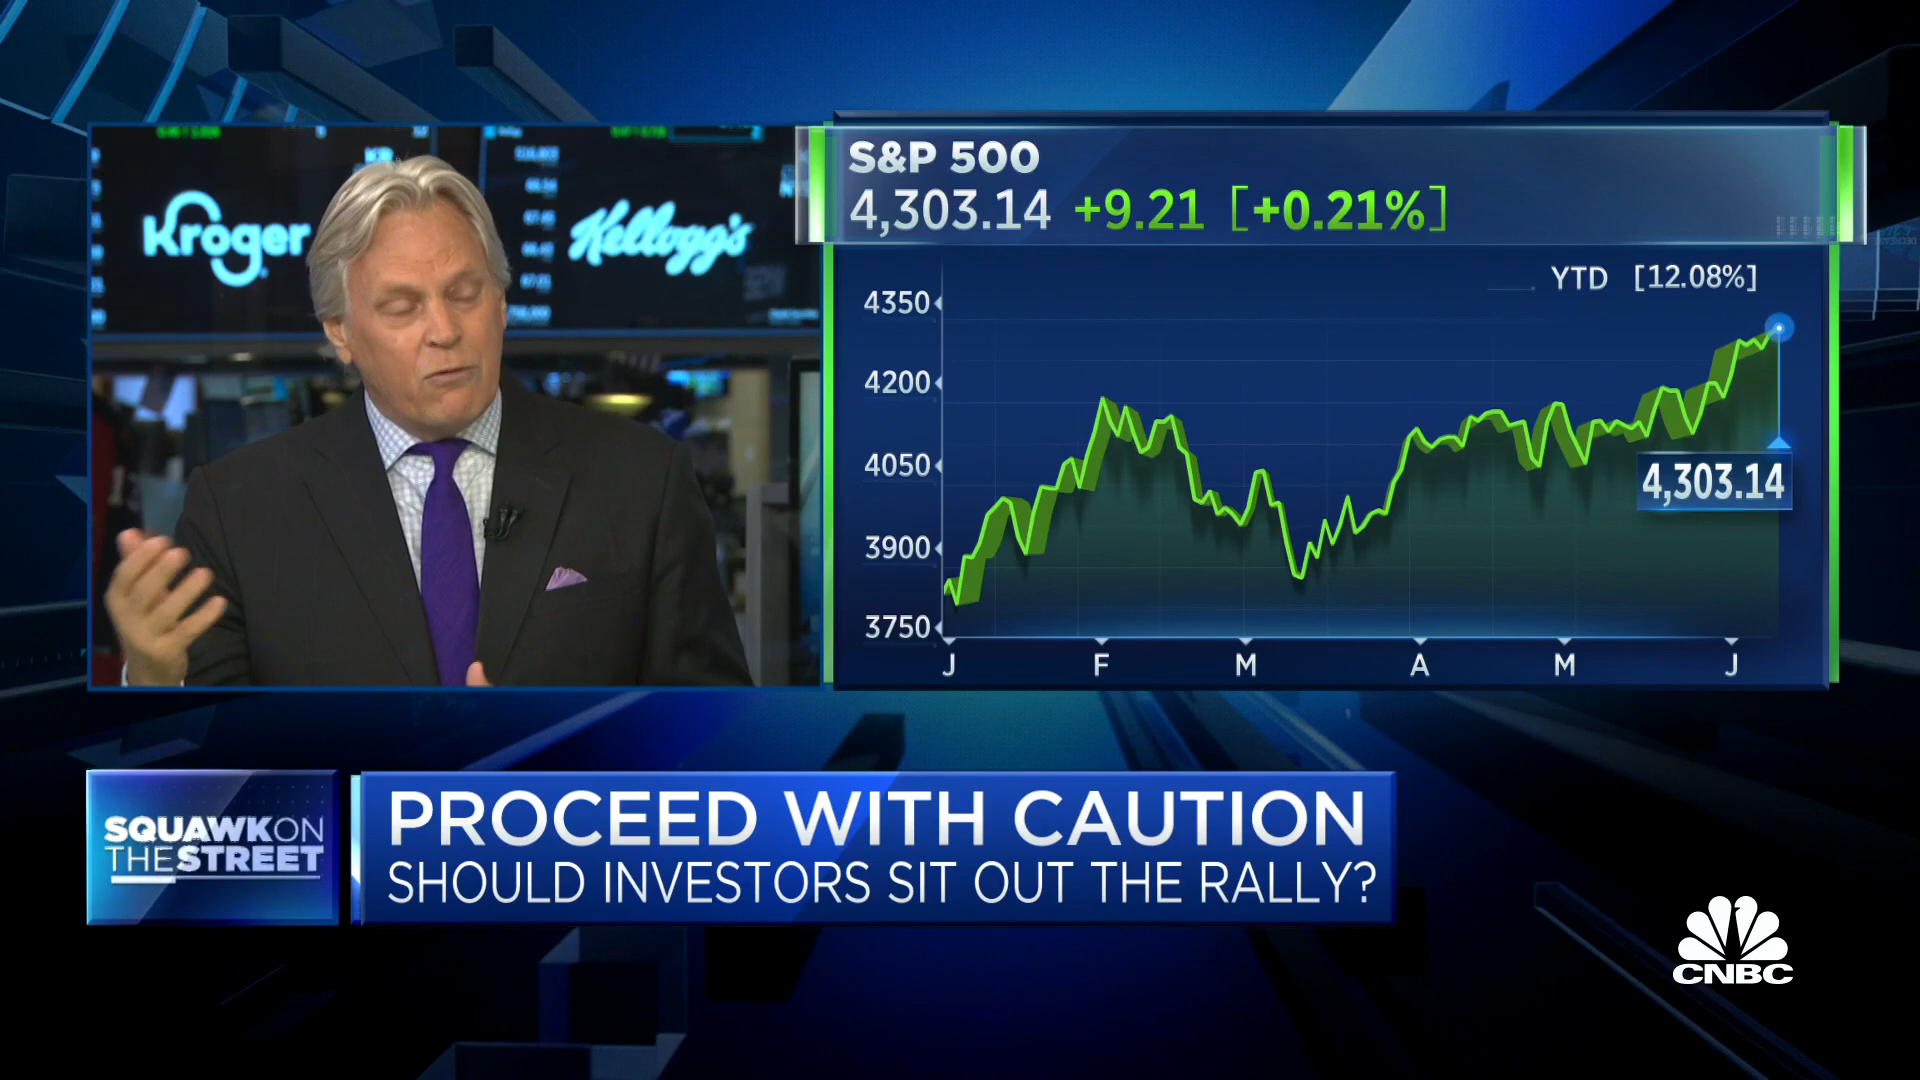 Kroger
Kellogg's
S&P 500
4,303.14 +9.21 [+0.21%]
YTD [12.08%]
4350
4200
4050
3900
3750
4,303.14
J F M A M J
SQUAWK ON
THE STREET
PROCEED WITH CAUTION
SHOULD INVESTORS SIT OUT THE RALLY?
CNBC